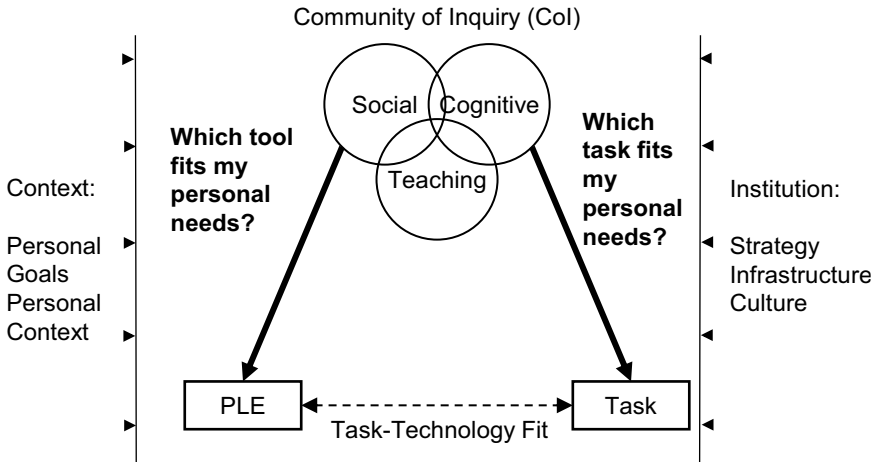 Community of Inquiry (CoI)
Social
Cognitive
Teaching
Which tool
fits my
personal
needs?
Which
task fits
my
personal
needs?
Context:
Personal
Goals
Personal
Context
Institution:
Strategy
Infrastructure
Culture
PLE
Task
Task-Technology Fit